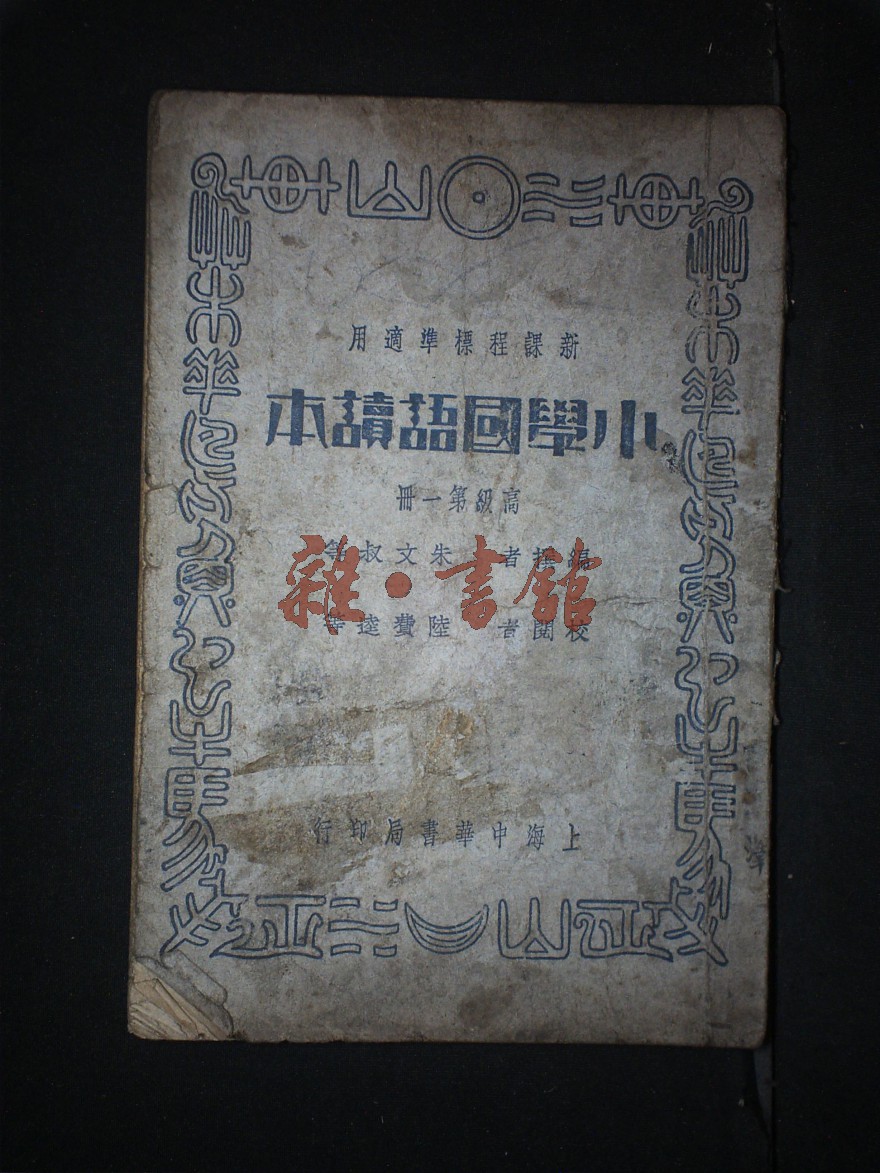 新課程標準適用
小學國語讀本
高級第一冊
編撰者 朱文叔等
校閱者 陸費逵等
上海中華書局印行
雜·書館